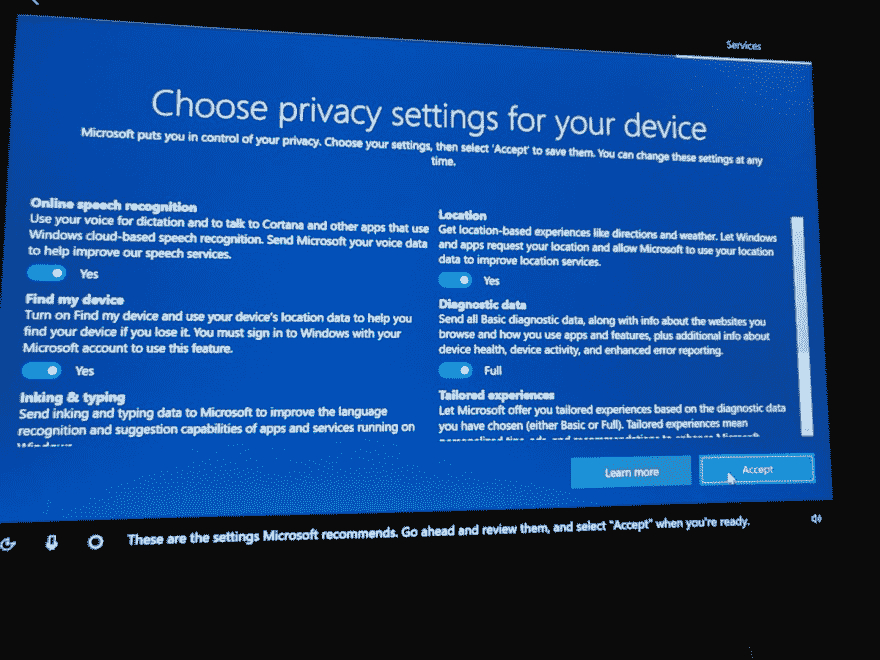 Services
Choose privacy settings for your device
Microsoft puts you in control of your privacy. Choose your settings, then select 'Accept' to save them. You can change these settings at any
time.
Online speech recognition
Use your voice for dictation and to talk to Cortana and other apps that use
Windows cloud-based speech recognition. Send Microsoft your voice data
to help improve our speech services.
Yes
Find my device
Turn on Find my device and use your device's location data to help you
find your device if you lose it. You must sign in to Windows with your
Microsoft account to use this feature.
Yes
Inking & typing
Send inking and typing data to Microsoft to improve the language
recognition and suggestion capabilities of apps and services running on
Windows
Location
Get location-based experiences like directions and weather. Let Windows
and apps request your location and allow Microsoft to use your location
data to improve location services.
Yes
Diagnostic data
Send all Basic diagnostic data, along with info about the websites you
browse and how you use apps and features, plus additional info about
device health, device activity, and enhanced error reporting.
Full
Tailored experiences
Let Microsoft offer you tailored experiences based on the diagnostic data
you have chosen (either Basic or Full). Tailored experiences mean
personalized tips, ads, and recommendations to enhance Microsoft
Learn more
Accept
These are the settings Microsoft recommends. Go ahead and review them, and select "Accept" when you're ready.